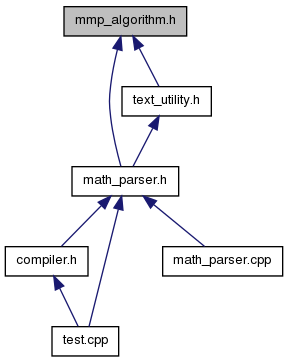 mmp_algorithm.h
text_utility.h
math_parser.h
compiler.h
math_parser.cpp
test.cpp